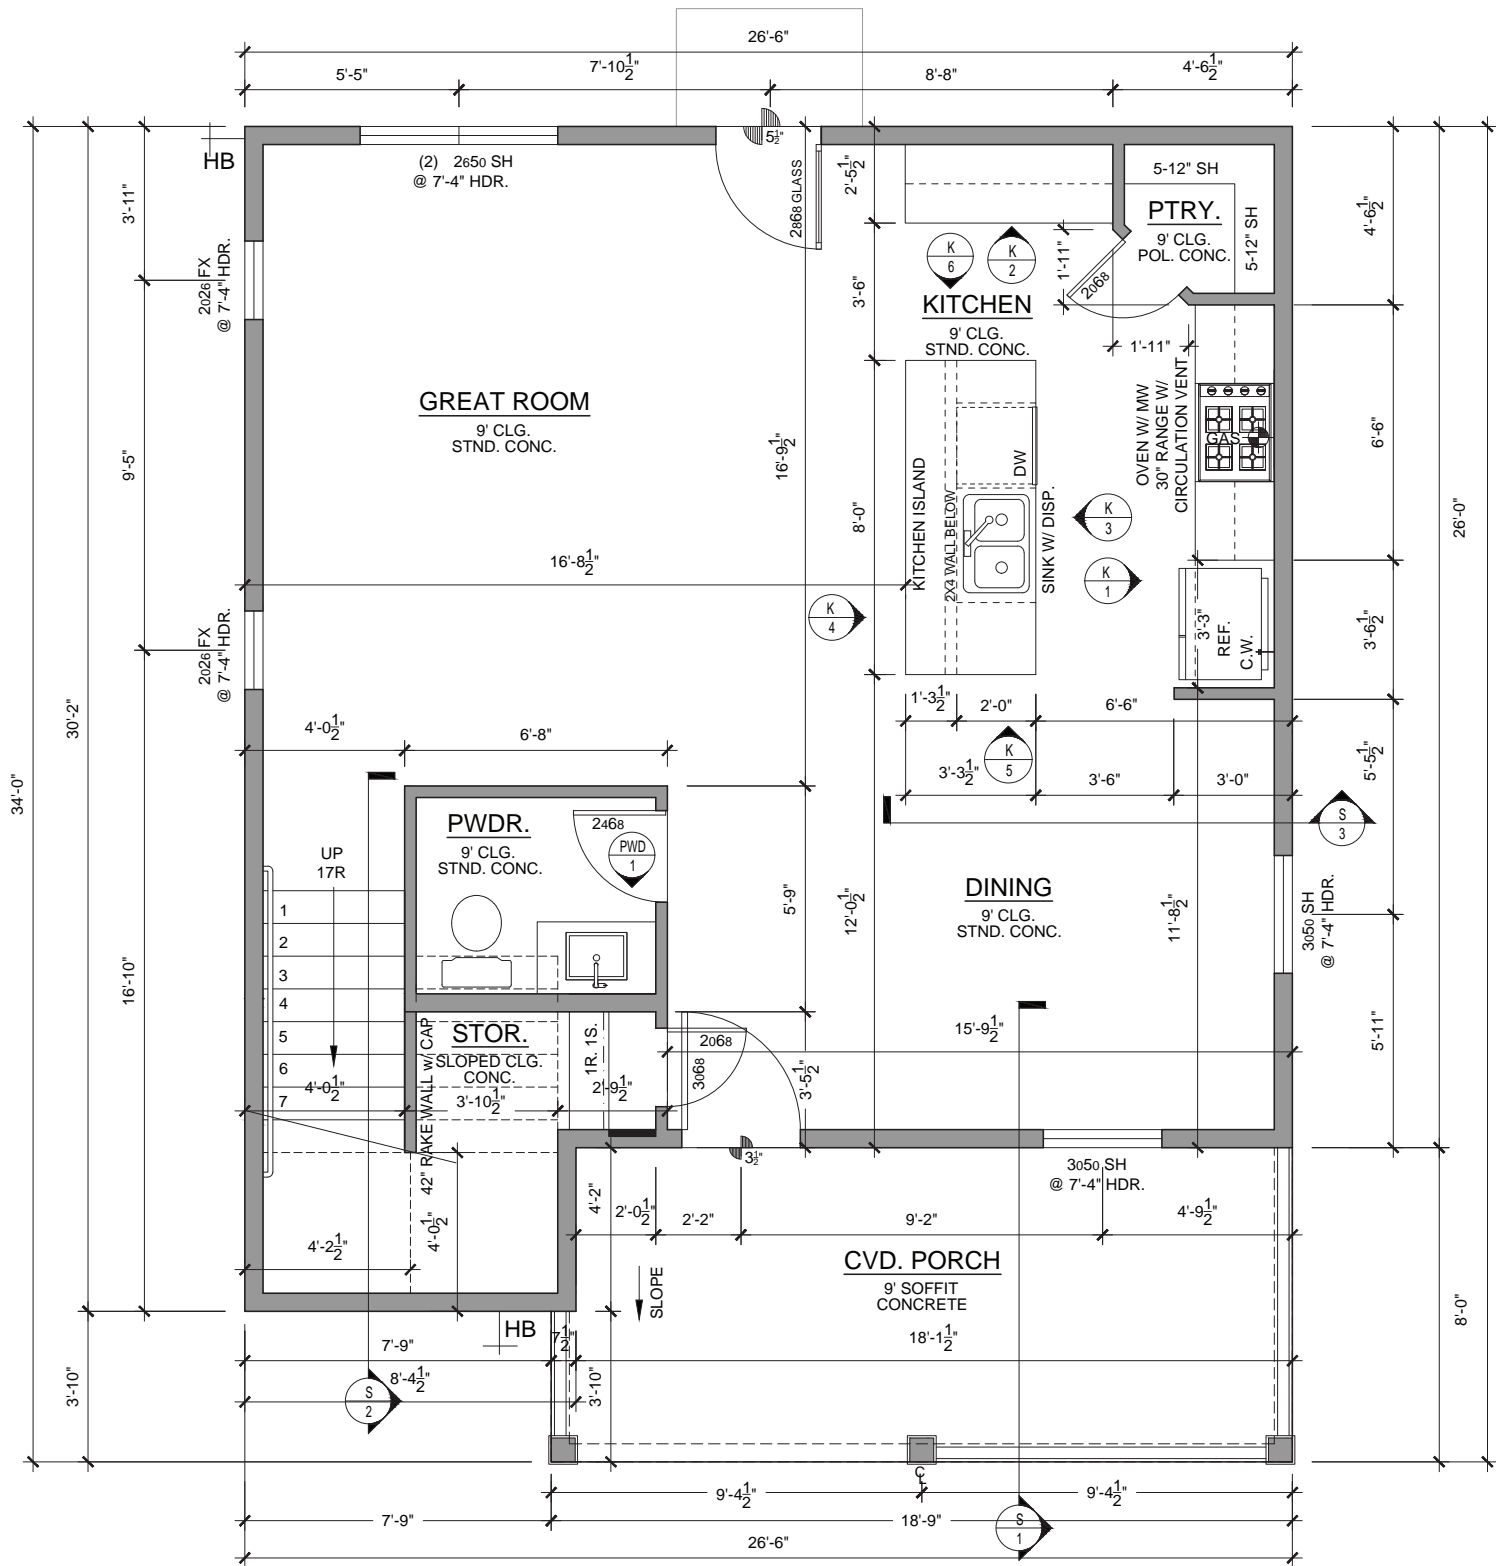 26'-6"
5'-5"
7'-10 1/2"
8'-8"
4'-6 1/2"
5 1/2"
HB
(2) 2650 SH
@ 7'-4" HDR.
2868 GLASS
2'-5 1/2"
5-12" SH
PTRY.
9' CLG.
POL. CONC.
5-12" SH
4'-6 1/2"
3'-11"
2026 FX
@ 7'-4" HDR.
K
6
K
2
1'-11"
2068
3'-6"
KITCHEN
9' CLG.
STND. CONC.
1'-11"
GREAT ROOM
9' CLG.
STND. CONC.
OVEN W/ MW
30" RANGE W/
CIRCULATION VENT
GAS
6'-6"
9'-5"
16'-9 1/2"
8'-0"
KITCHEN ISLAND
2X4 WALL BELOW
DW
SINK W/ DISP.
K
3
K
1
K
4
26'-0"
16'-8 1/2"
2026 FX
@ 7'-4" HDR.
3'-3"
REF.
C.W.
3'-6 1/2"
30'-2"
34'-0"
4'-0 1/2"
6'-8"
1'-3 1/2"
2'-0"
6'-6"
K
5
3'-3 1/2"
3'-6"
3'-0"
5'-5 1/2"
S
3
PWDR.
9' CLG.
STND. CONC.
2468
PWD
1
UP
17R
1
2
3
4
5
6
7
5'-9"
12'-0 1/2"
DINING
9' CLG.
STND. CONC.
11'-8 1/2"
3050 SH
@ 7'-4" HDR.
16'-10"
STOR.
SLOPED CLG.
CONC.
42" RAKE WALL w/ CAP
1R. 1S.
2068
3068
15'-9 1/2"
5'-11"
4'-0 1/2"
3'-10 1/2"
2'-9 1/2"
3'-5 1/2"
3 1/2"
3050 SH
@ 7'-4" HDR.
4'-0 1/2"
4'-2"
2'-0 1/2"
2'-2"
9'-2"
4'-9 1/2"
4'-2 1/2"
CVD. PORCH
9' SOFFIT
CONCRETE
SLOPE
HB
7'-9"
7 1/2"
18'-1 1/2"
8'-0"
3'-10"
8'-4 1/2"
3'-10"
S
2
CL
9'-4 1/2"
9'-4 1/2"
7'-9"
18'-9"
S
1
26'-6"